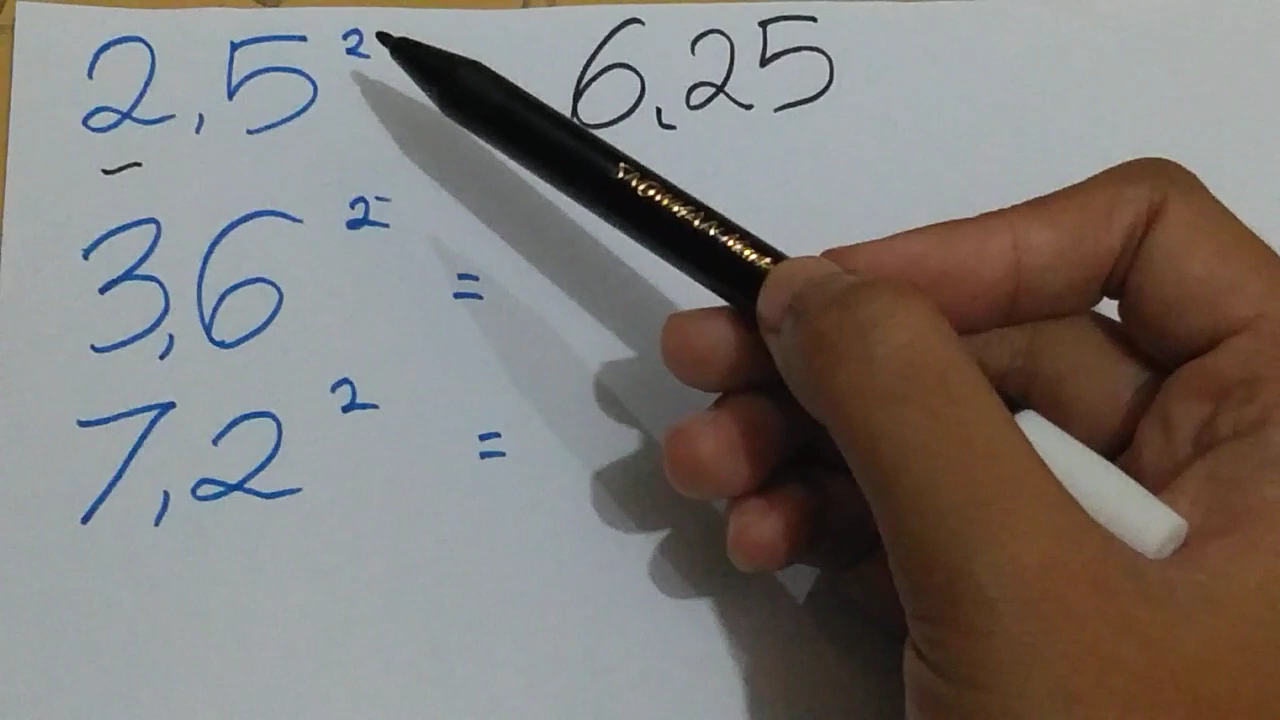 2,5² 6,25
3,6² =
7,2² =